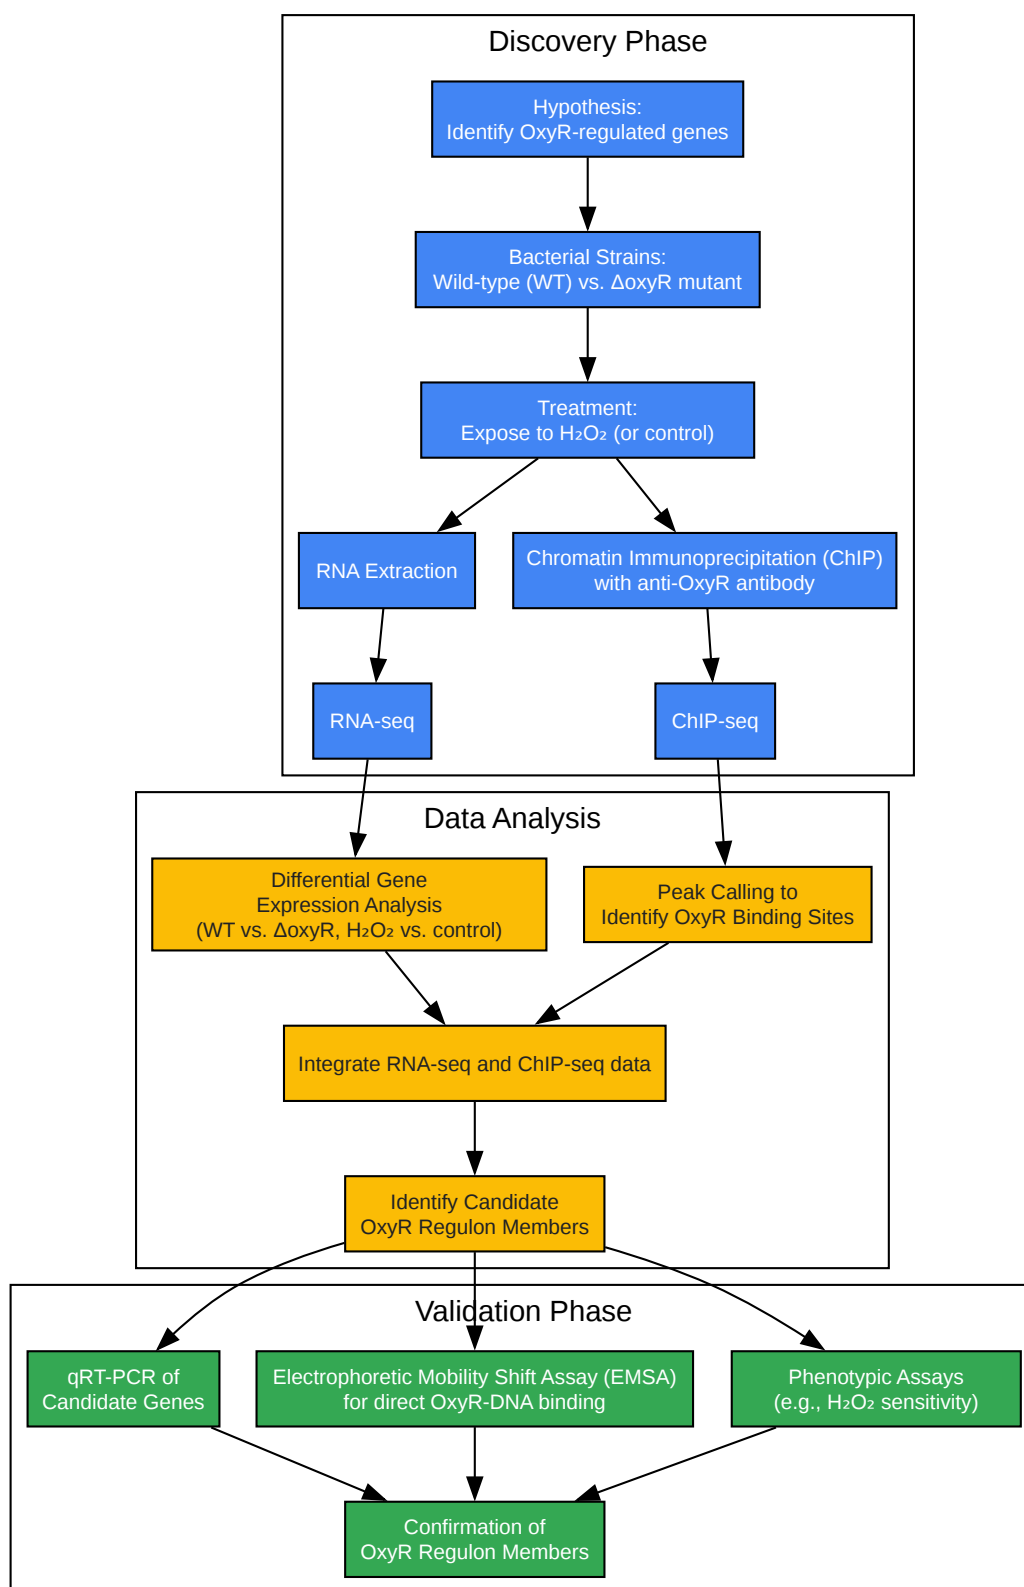 Discovery Phase
Hypothesis:
Identify OxyR-regulated genes
Bacterial Strains:
Wild-type (WT) vs. ΔoxyR mutant
Treatment:
Expose to H₂O₂ (or control)
RNA Extraction
Chromatin Immunoprecipitation (ChIP)
with anti-OxyR antibody
RNA-seq
ChIP-seq
Data Analysis
Differential Gene
Expression Analysis
(WT vs. ΔoxyR, H₂O₂ vs. control)
Peak Calling to
Identify OxyR Binding Sites
Integrate RNA-seq and ChIP-seq data
Identify Candidate
OxyR Regulon Members
Validation Phase
qRT-PCR of
Candidate Genes
Electrophoretic Mobility Shift Assay (EMSA)
for direct OxyR-DNA binding
Phenotypic Assays
(e.g., H₂O₂ sensitivity)
Confirmation of
OxyR Regulon Members